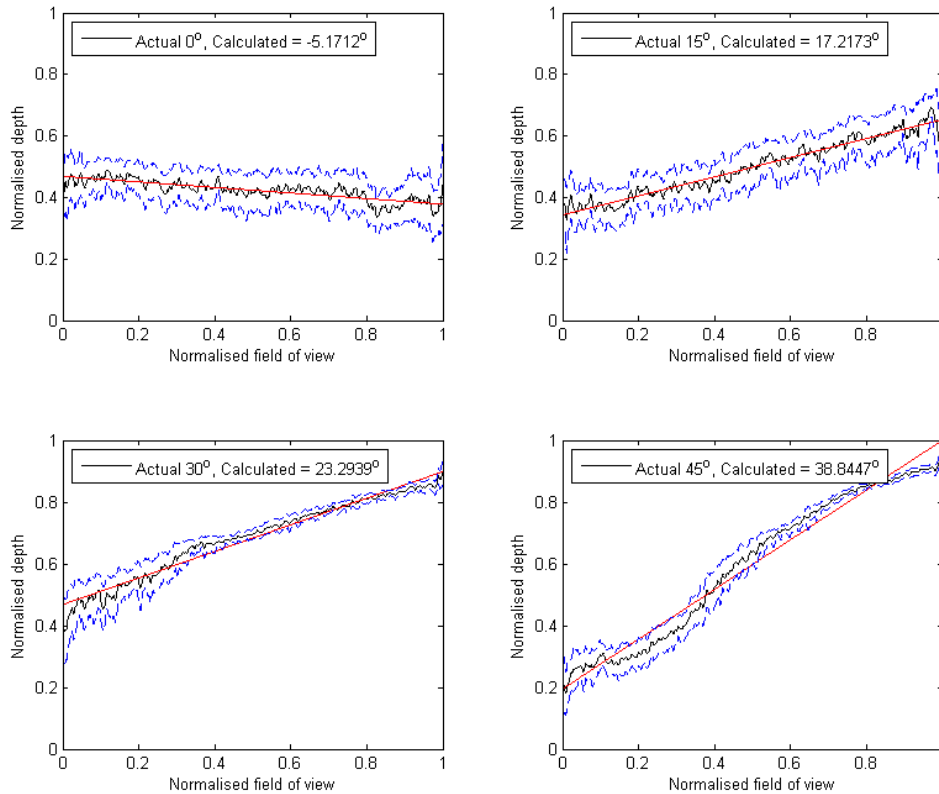 Actual 0°, Calculated = -5.1712°
1
0.8
0.6
0.4
0.2
0
Normalised depth
0 0.2 0.4 0.6 0.8 1
Normalised field of view
Actual 15°, Calculated = 17.2173°
1
0.8
0.6
0.4
0.2
0
Normalised depth
0 0.2 0.4 0.6 0.8
Normalised field of view
Actual 30°, Calculated = 23.2939°
1
0.8
0.6
0.4
0.2
0
Normalised depth
0 0.2 0.4 0.6 0.8 1
Normalised field of view
Actual 45°, Calculated = 38.8447°
1
0.8
0.6
0.4
0.2
0
Normalised depth
0 0.2 0.4 0.6 0.8
Normalised field of view